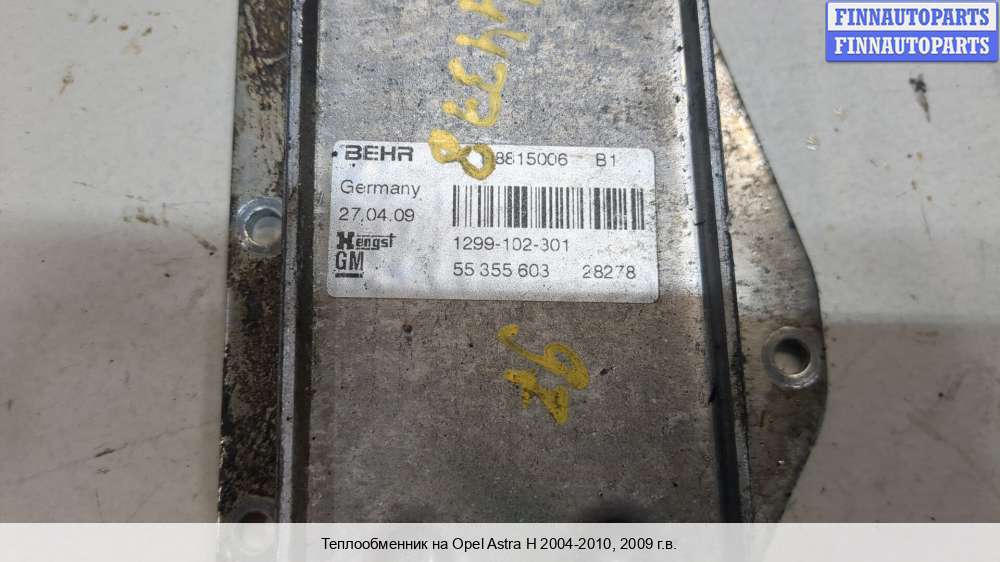 FINNAUTOPARTS
FINNAUTOPARTS
BEHR 8815006 B1
Germany
27.04.09
Hengst
1299-102-301
GM
55 355 603 28278
Теплообменник на Opel Astra H 2004-2010, 2009 г.в.